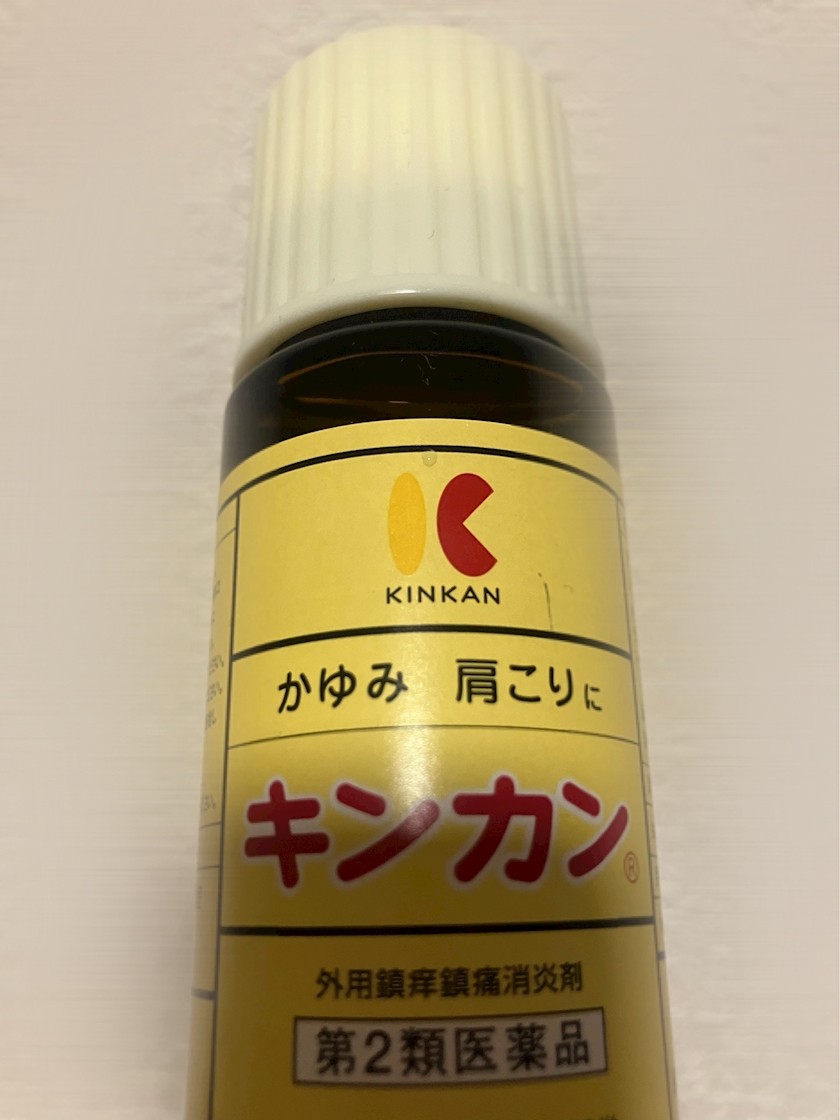 KINKAN
かゆみ 肩こりに
キンカン®
外用鎮痒鎮痛消炎剤
第2類医薬品